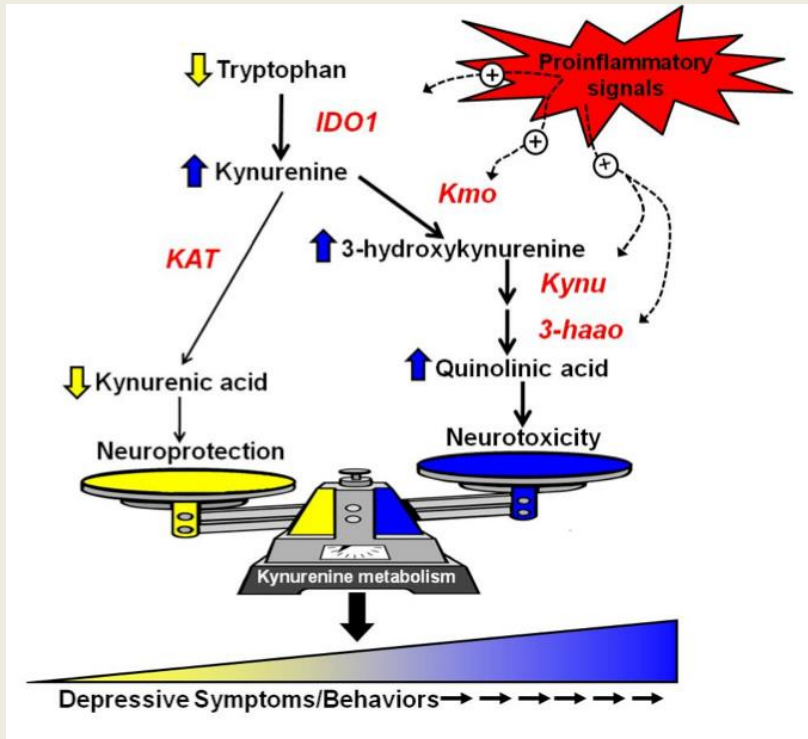 Proinflammatory
signals
+
Tryptophan
IDO1
+
+
Kynurenine
Kmo
3-hydroxykynurenine
KAT
Kynu
3-haao
Kynurenic acid
Quinolinic acid
Neuroprotection
Neurotoxicity
Kynurenine metabolism
Depressive Symptoms/Behaviors